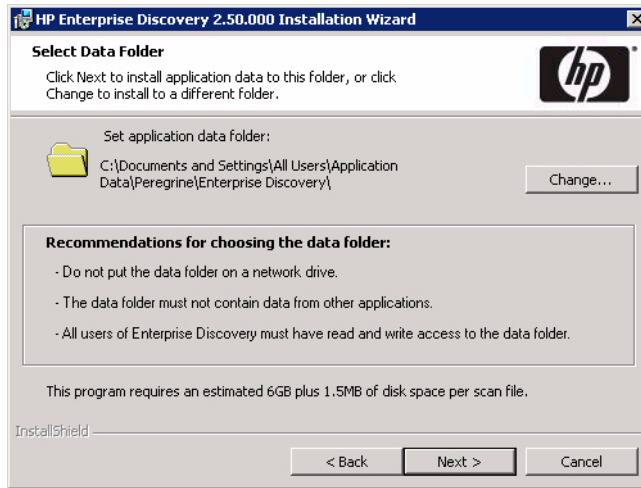 HP Enterprise Discovery 2.50.000 Installation Wizard
Select Data Folder
Click Next to install application data to this folder, or click
Change to install to a different folder.
hp
Set application data folder:
C:\Documents and Settings\All Users\Application
Data\Peregrine\Enterprise Discovery\
Change...
Recommendations for choosing the data folder:
- Do not put the data folder on a network drive.
- The data folder must not contain data from other applications.
- All users of Enterprise Discovery must have read and write access to the data folder.
This program requires an estimated 6GB plus 1.5MB of disk space per scan file.
InstallShield
< Back
Next >
Cancel